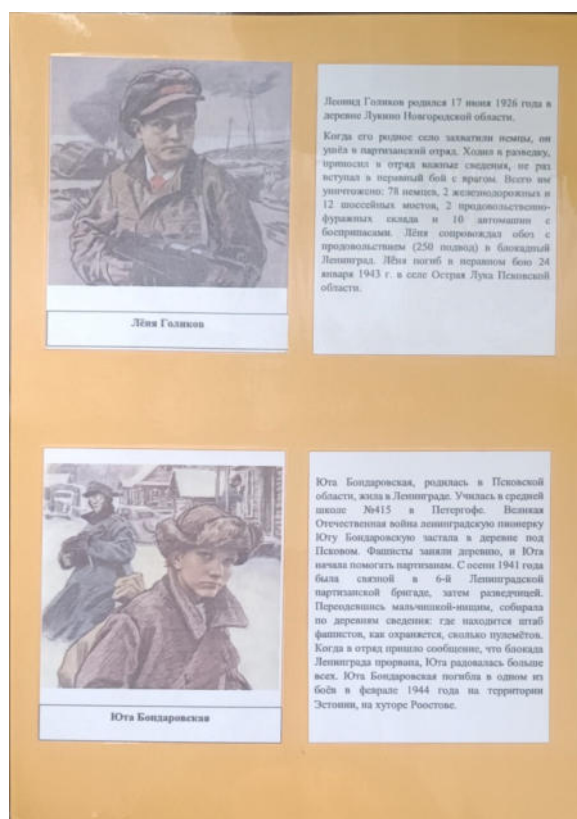 Леонид Голиков родился 17 июня 1926 года в
деревне Лукино Новгородской области.
Когда его родное село захватили немцы, он
ушёл в партизанский отряд. Ходил в разведку,
приносил в отряд важные сведения, не раз
вступал в неравный бой с врагом. Всего им
уничтожено: 78 немцев, 2 железнодорожных и
12 шоссейных мостов, 2 продовольственно-
фуражных склада и 10 автомашин с
боеприпасами. Лёня сопровождал обоз с
продовольствием (250 подвод) в блокадный
Ленинград. Лёня погиб в неравном бою 24
января 1943 г. в селе Острая Лука Псковской
области.
Лёня Голиков
Юта Бондаровская, родилась в Псковской
области, жила в Ленинграде. Училась в средней
школе №415 в Петергофе. Великая
Отечественная война ленинградскую пионерку
Юту Бондаровскую застала в деревне под
Псковом. Фашисты заняли деревню, и Юта
начала помогать партизанам. С осени 1941 года
была связной в 6-й Ленинградской
партизанской бригаде, затем разведчицей.
Переодевшись мальчишкой-нищим, собирала
по деревням сведения: где находится штаб
фашистов, как охраняется, сколько пулемётов.
Когда в отряд пришло сообщение, что блокада
Ленинграда прорвана, Юта радовалась больше
всех. Юта Бондаровская погибла в одном из
боёв в феврале 1944 года на территории
Эстонии, на хуторе Роостове.
Юта Бондаровская